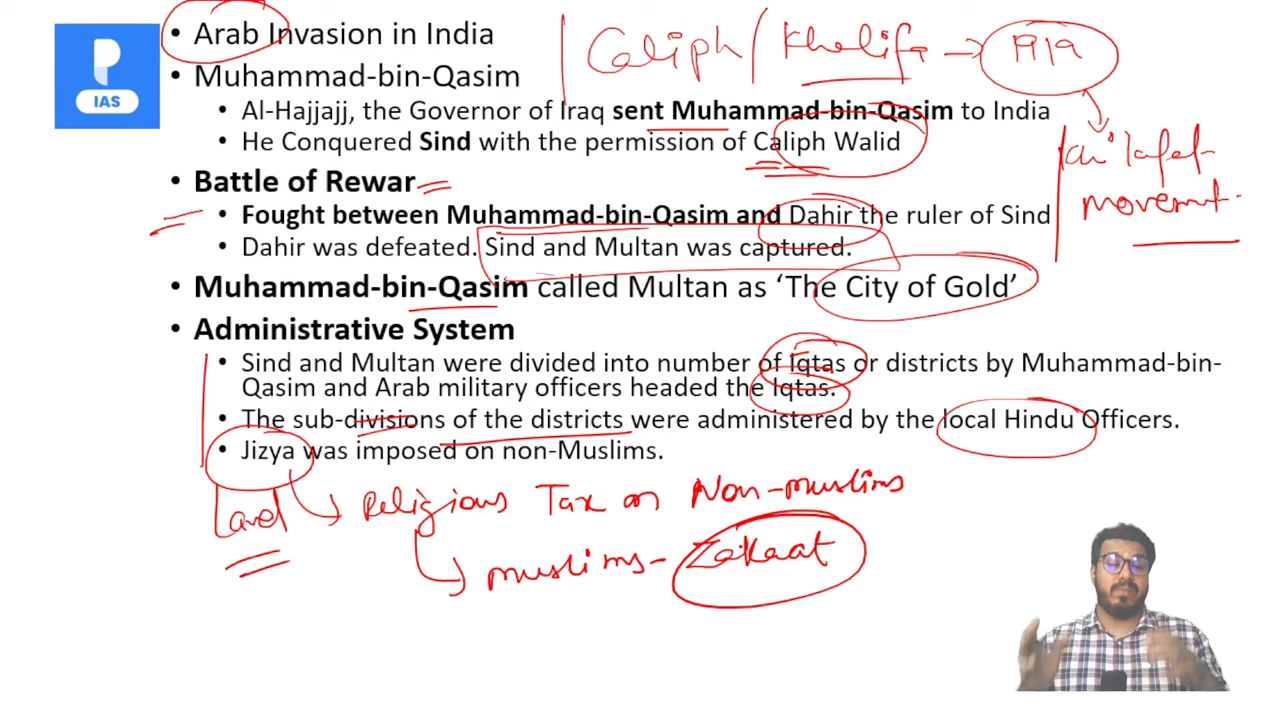 • Arab Invasion in India
Caliph / Khalifa → 1919
Khilafat
movement
IAS
• Muhammad-bin-Qasim
• Al-Hajjajj, the Governor of Iraq sent Muhammad-bin-Qasim to India
• He Conquered Sind with the permission of Caliph Walid
• Battle of Rewar
• Fought between Muhammad-bin-Qasim and Dahir the ruler of Sind
• Dahir was defeated. Sind and Multan was captured.
• Muhammad-bin-Qasim called Multan as ‘The City of Gold’
• Administrative System
• Sind and Multan were divided into number of Iqtas or districts by Muhammad-bin-
Qasim and Arab military officers headed the Iqtas.
• The sub-divisions of the districts were administered by the local Hindu Officers.
• Jizya was imposed on non-Muslims.
Land
Religious Tax on Non-muslims
muslims - Zakaat